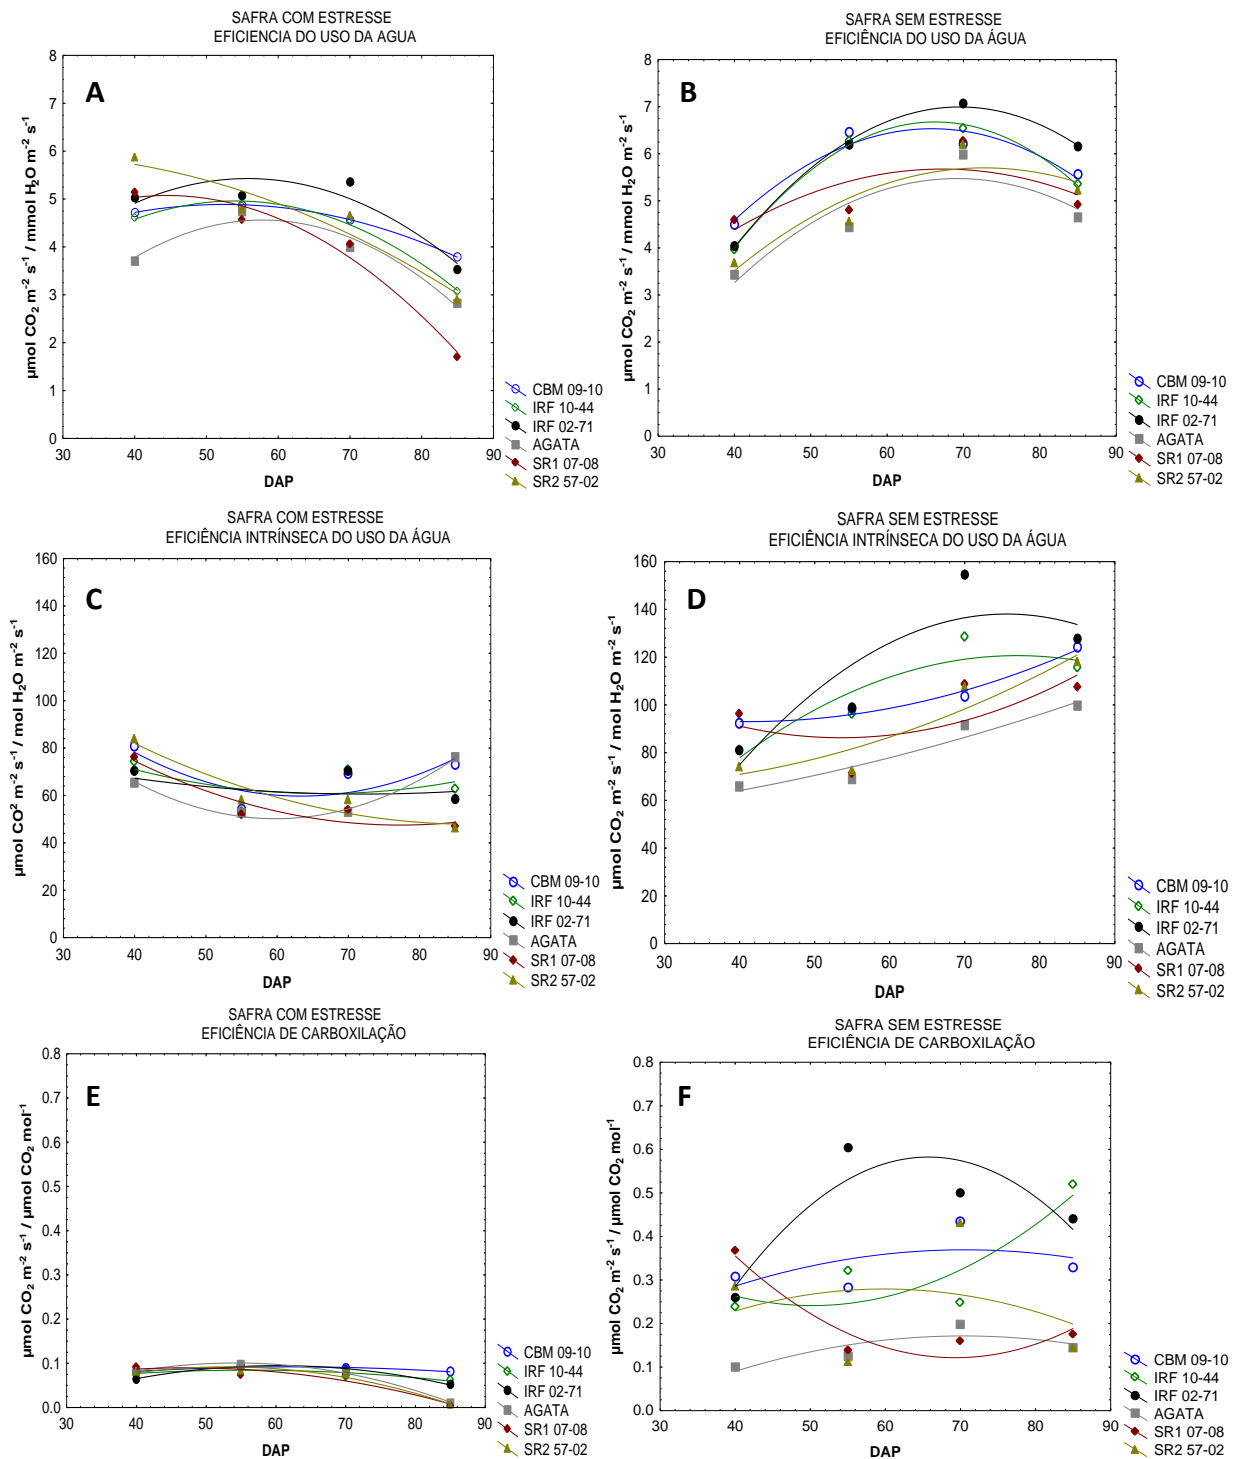 SAFRA COM ESTRESSE
EFICIENCIA DO USO DA AGUA
A
µmol CO₂ m⁻² s⁻¹ / mmol H₂O m⁻² s⁻¹
8
7
6
5
4
3
2
1
0
30 40 50 60 70 80 90
DAP
CBM 09-10
IRF 10-44
IRF 02-71
AGATA
SR1 07-08
SR2 57-02
SAFRA SEM ESTRESSE
EFICIÊNCIA DO USO DA ÁGUA
B
µmol CO₂ m⁻² s⁻¹ / mmol H₂O m⁻² s⁻¹
8
7
6
5
4
3
2
1
0
30 40 50 60 70 80 90
DAP
CBM 09-10
IRF 10-44
IRF 02-71
AGATA
SR1 07-08
SR2 57-02
SAFRA COM ESTRESSE
EFICIÊNCIA INTRÍNSECA DO USO DA ÁGUA
C
µmol CO² m⁻² s⁻¹ / mol H₂O m⁻² s⁻¹
160
140
120
100
80
60
40
20
0
30 40 50 60 70 80 90
DAP
CBM 09-10
IRF 10-44
IRF 02-71
AGATA
SR1 07-08
SR2 57-02
SAFRA SEM ESTRESSE
EFICIÊNCIA INTRÍNSECA DO USO DA ÁGUA
D
µmol CO₂ m⁻² s⁻¹ / mol H₂O m⁻² s⁻¹
160
140
120
100
80
60
40
20
0
30 40 50 60 70 80 90
DAP
CBM 09-10
IRF 10-44
IRF 02-71
AGATA
SR1 07-08
SR2 57-02
SAFRA COM ESTRESSE
EFICIÊNCIA DE CARBOXILAÇÃO
E
µmol CO₂ m⁻² s⁻¹ / µmol CO₂ mol⁻¹
0.8
0.7
0.6
0.5
0.4
0.3
0.2
0.1
0.0
30 40 50 60 70 80 90
DAP
CBM 09-10
IRF 10-44
IRF 02-71
AGATA
SR1 07-08
SR2 57-02
SAFRA SEM ESTRESSE
EFICIÊNCIA DE CARBOXILAÇÃO
F
µmol CO₂ m⁻² s⁻¹ / µmol CO₂ mol⁻¹
0.8
0.7
0.6
0.5
0.4
0.3
0.2
0.1
0.0
30 40 50 60 70 80 90
DAP
CBM 09-10
IRF 10-44
IRF 02-71
AGATA
SR1 07-08
SR2 57-02